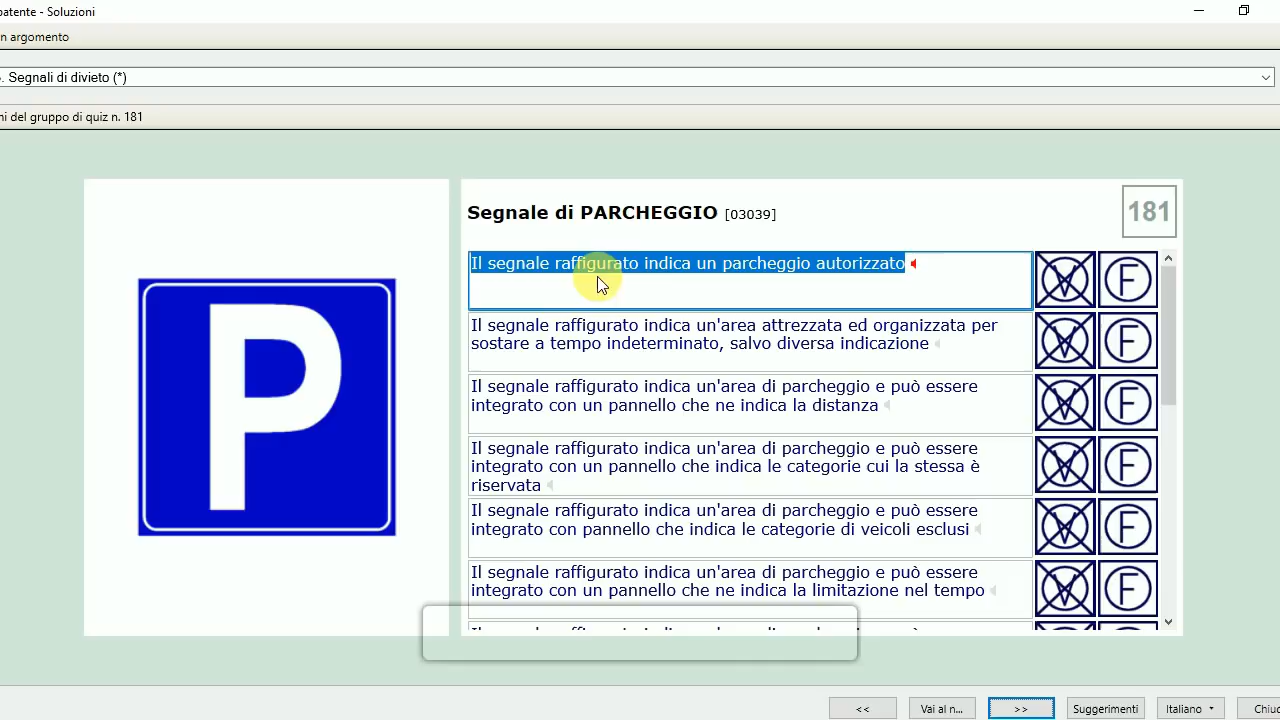 patente - Soluzioni
n argomento
. Segnali di divieto (*)
ni del gruppo di quiz n. 181
Segnale di PARCHEGGIO [03039]
181
Il segnale raffigurato indica un parcheggio autorizzato
V F
Il segnale raffigurato indica un'area attrezzata ed organizzata per
sostare a tempo indeterminato, salvo diversa indicazione
V F
Il segnale raffigurato indica un'area di parcheggio e può essere
integrato con un pannello che ne indica la distanza
V F
Il segnale raffigurato indica un'area di parcheggio e può essere
integrato con un pannello che indica le categorie cui la stessa è
riservata
V F
Il segnale raffigurato indica un'area di parcheggio e può essere
integrato con pannello che indica le categorie di veicoli esclusi
V F
Il segnale raffigurato indica un'area di parcheggio e può essere
integrato con un pannello che ne indica la limitazione nel tempo
V F
P
<< Vai al n... >> Suggerimenti Italiano Chiuc